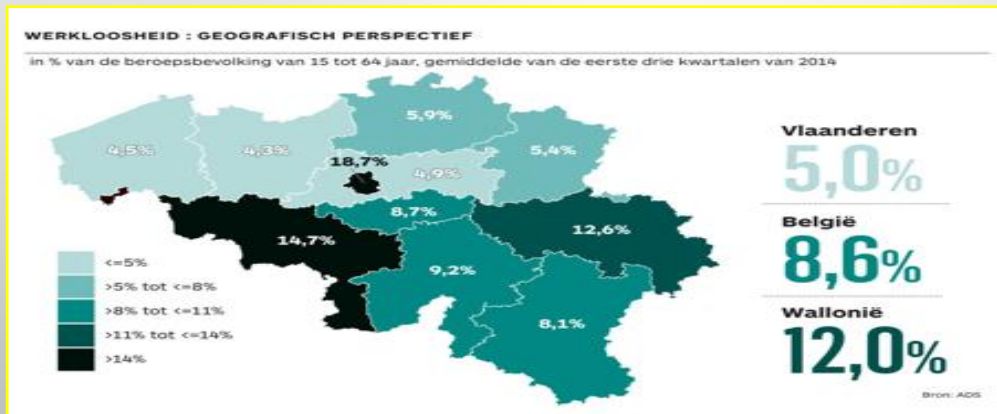 WERKLOOSHEID : GEOGRAFISCH PERSPECTIEF
in % van de beroepsbevolking van 15 tot 64 jaar, gemiddelde van de eerste drie kwartalen van 2014
5,9%
4,5%
4,3%
18,7%
4,9%
5,4%
8,7%
14,7%
12,6%
9,2%
8,1%
<=5%
>5% tot <=8%
>8% tot <=11%
>11% tot <=14%
>14%
Vlaanderen
5,0%
België
8,6%
Wallonië
12,0%
Bron: ADS